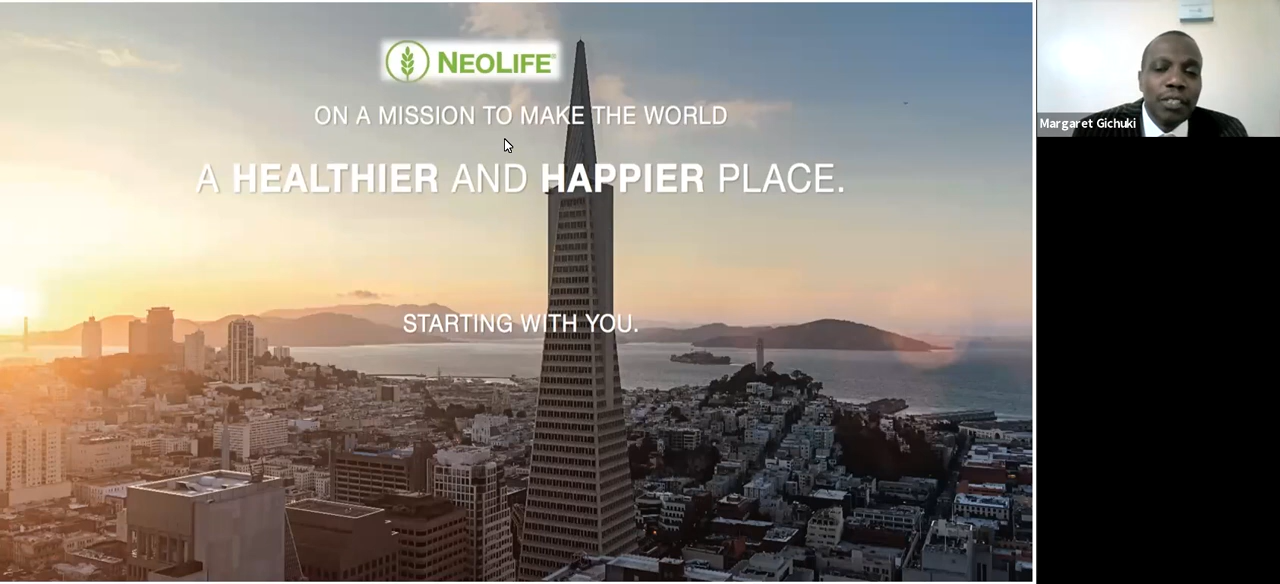 NEOLIFE
ON A MISSION TO MAKE THE WORLD
A HEALTHIER AND HAPPIER PLACE.
STARTING WITH YOU.
Margaret Gichuki